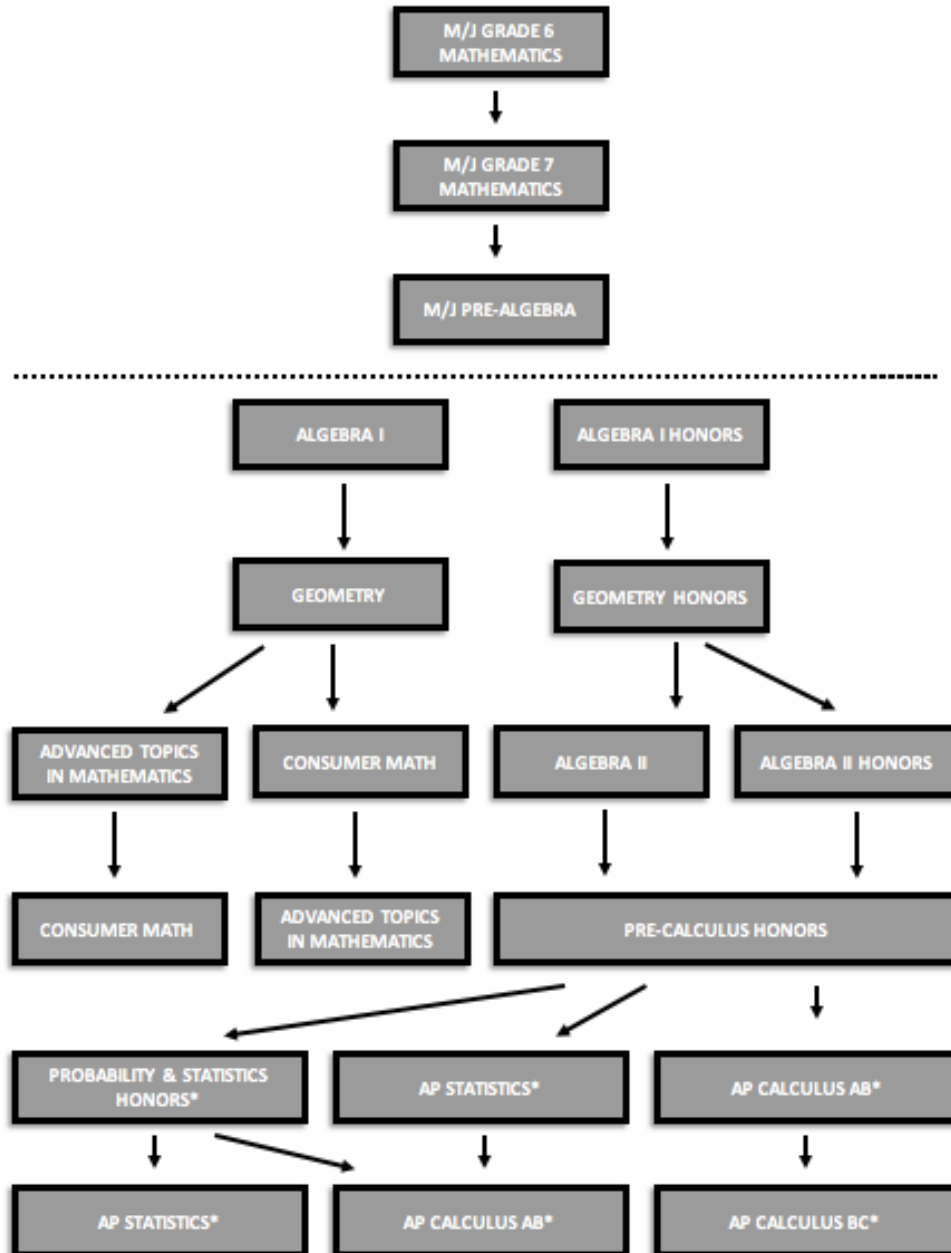 M/J GRADE 6
MATHEMATICS
M/J GRADE 7
MATHEMATICS
M/J PRE-ALGEBRA
ALGEBRA I
ALGEBRA I HONORS
GEOMETRY
GEOMETRY HONORS
ADVANCED TOPICS
IN MATHEMATICS
CONSUMER MATH
ALGEBRA II
ALGEBRA II HONORS
CONSUMER MATH
ADVANCED TOPICS
IN MATHEMATICS
PRE-CALCULUS HONORS
PROBABILITY & STATISTICS
HONORS*
AP STATISTICS*
AP CALCULUS AB*
AP STATISTICS*
AP CALCULUS AB*
AP CALCULUS BC*